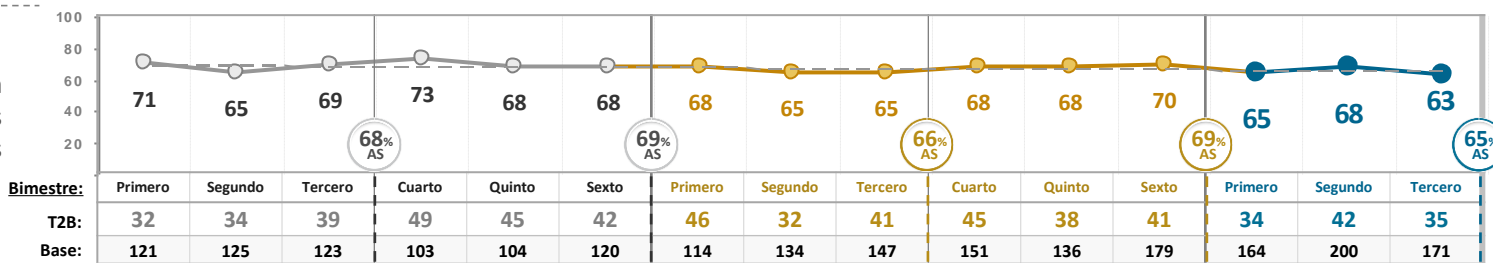 100
80
60
40
20
71 65 69 73 68 68 68 65 65 68 68 70 65 68 63
68% AS 69% AS 66% AS 69% AS 65% AS
Bimestre: Primero Segundo Tercero Cuarto Quinto Sexto Primero Segundo Tercero Cuarto Quinto Sexto Primero Segundo Tercero
T2B: 32 34 39 49 45 42 46 32 41 45 38 41 34 42 35
Base: 121 125 123 103 104 120 114 134 147 151 136 179 164 200 171